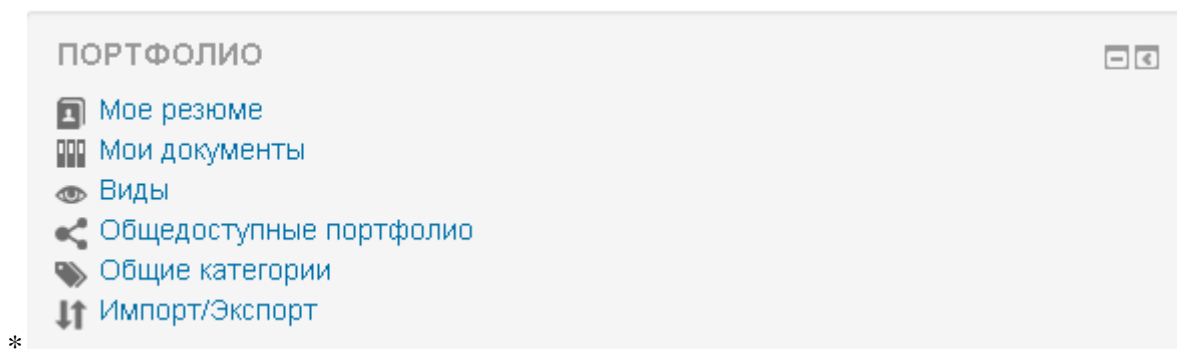 ПОРТФОЛИО
Мое резюме
Мои документы
Виды
Общедоступные портфолио
Общие категории
Импорт/Экспорт
*